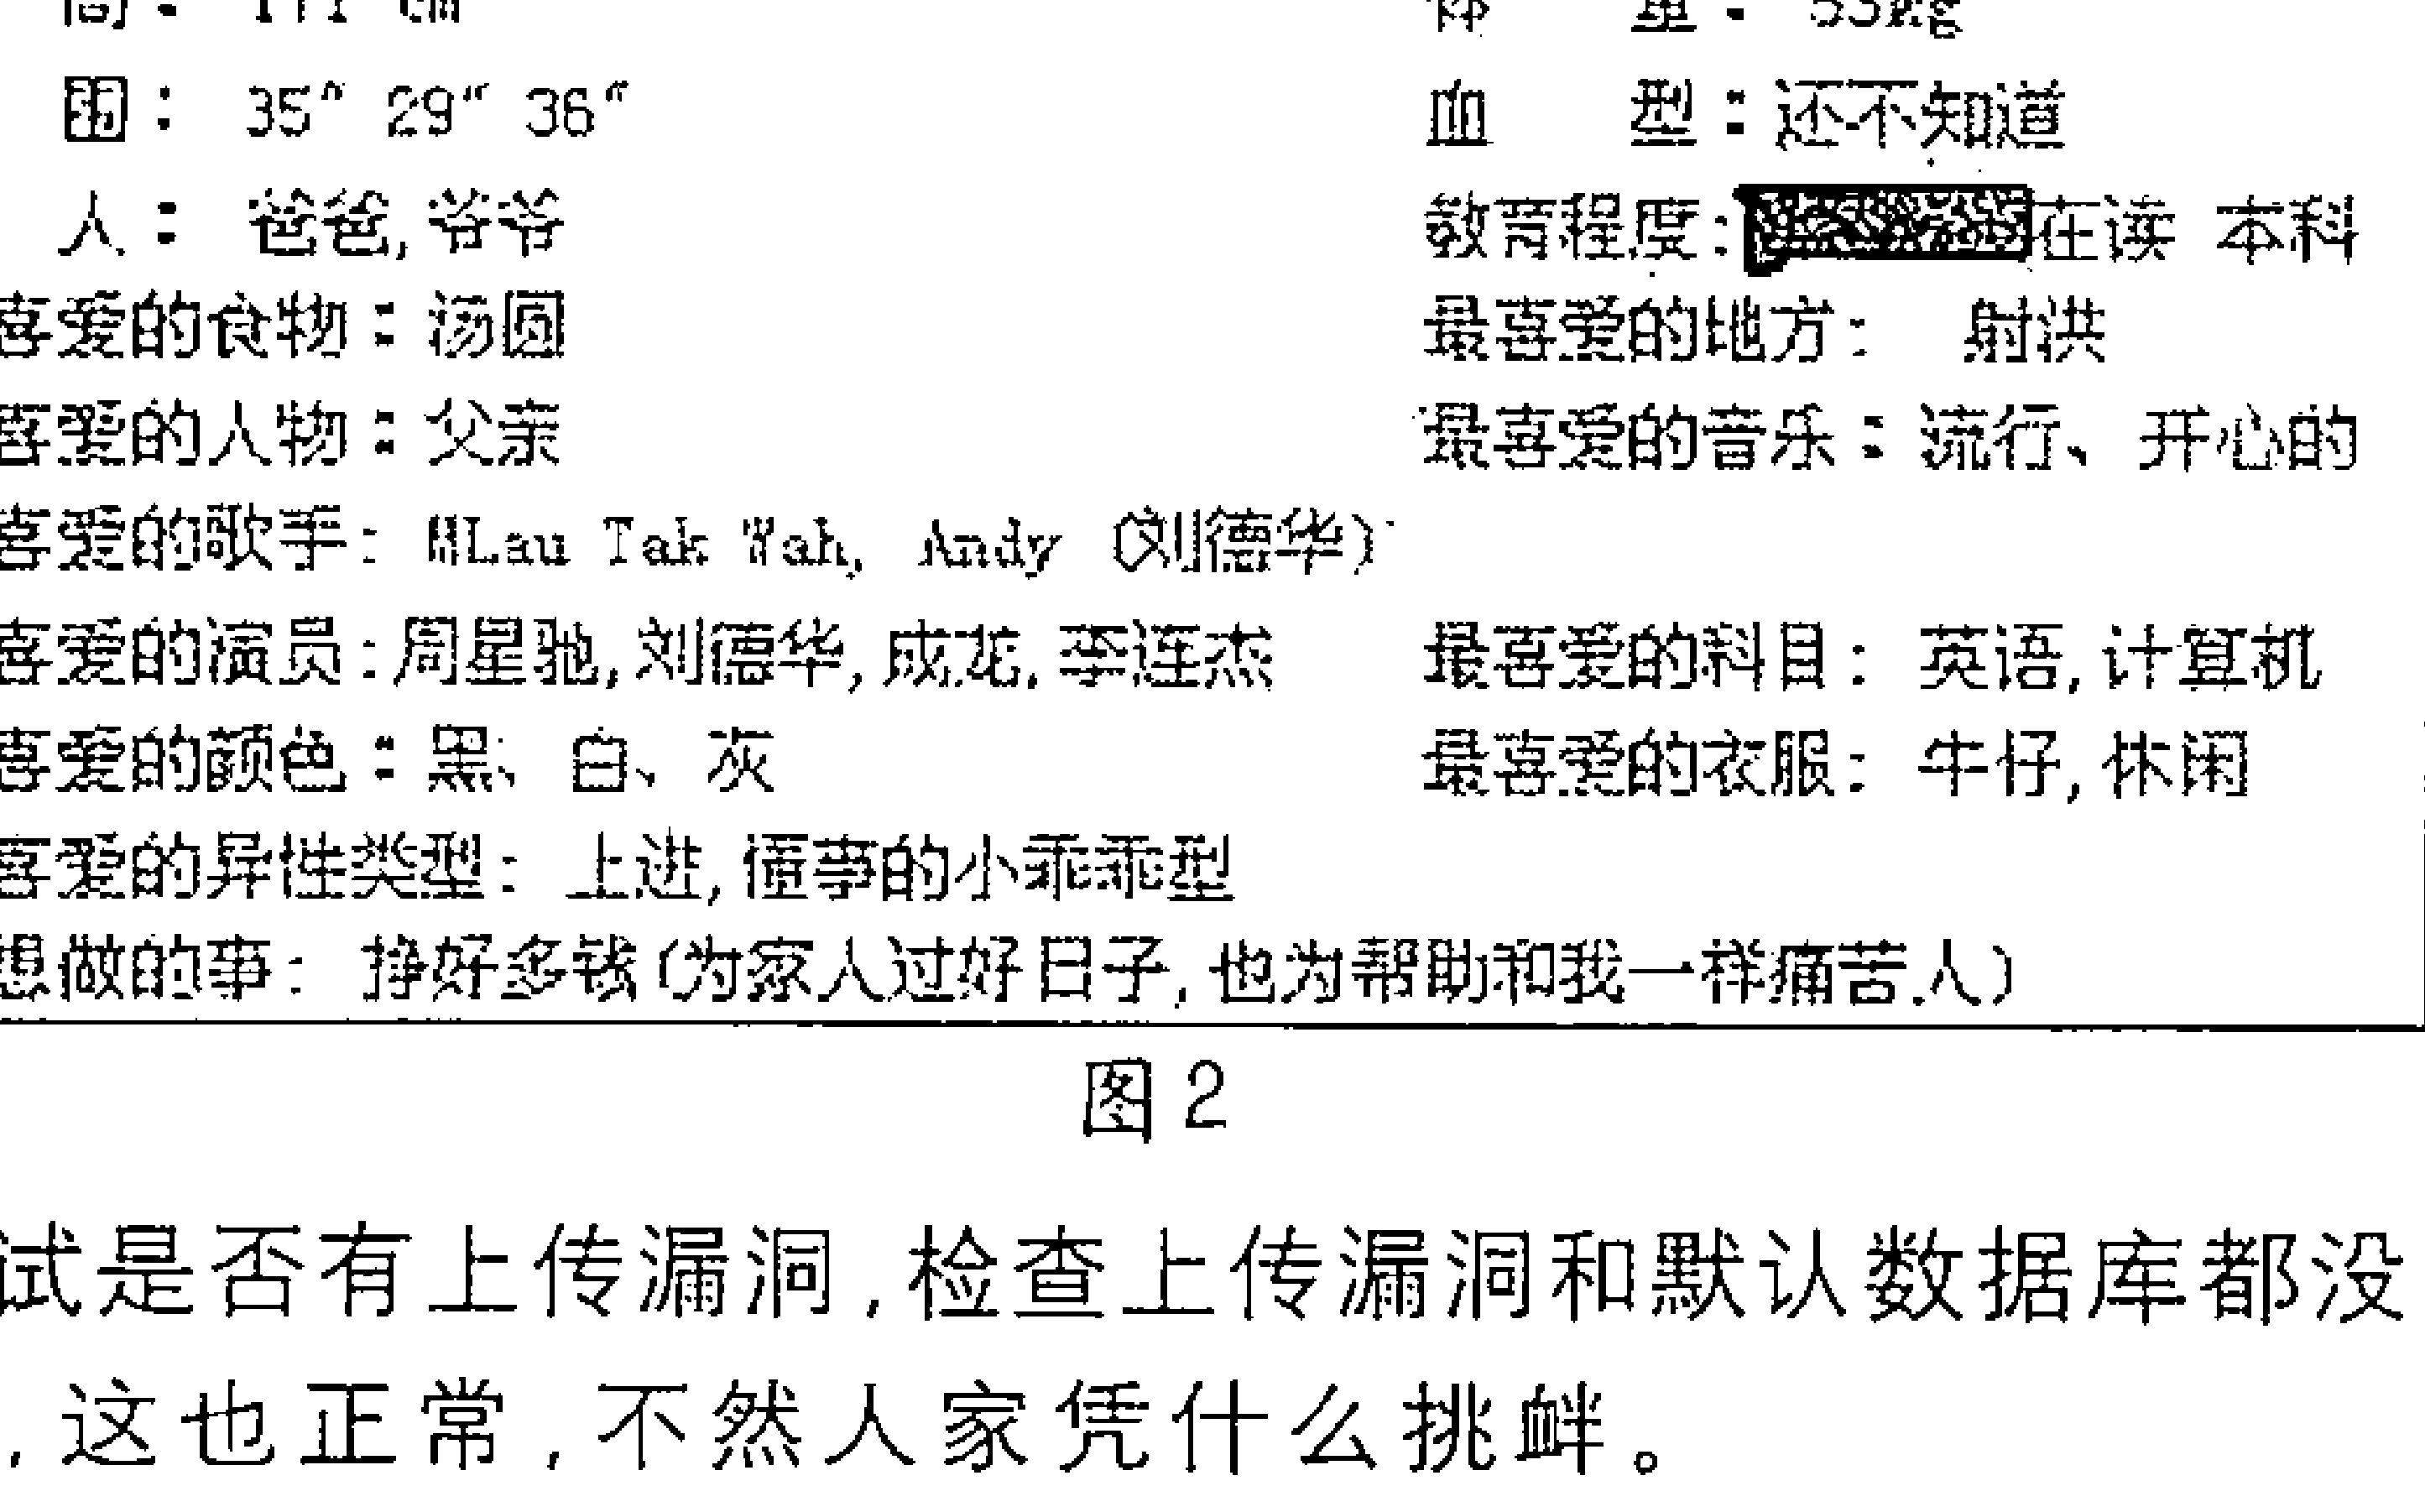 高： 171 cm 体 重： 53kg
围： 35" 29" 36" 血 型：还不知道
人： 爸爸,爷爷 教育程度: 在读 本科
喜爱的食物：汤圆 最喜爱的地方: 射洪
喜爱的人物：父亲 最喜爱的音乐：流行、开心的
喜爱的歌手: Lau Tak Wah, Andy (刘德华)
喜爱的演员:周星驰,刘德华,成龙,李连杰 最喜爱的科目: 英语,计算机
喜爱的颜色：黑、白、灰 最喜爱的衣服: 牛仔,休闲
喜爱的异性类型: 上进,懂事的小乖乖型
想做的事: 挣好多钱(为家人过好日子,也为帮助和我一样痛苦人)
图2
试是否有上传漏洞,检查上传漏洞和默认数据库都没
,这也正常,不然人家凭什么挑衅。